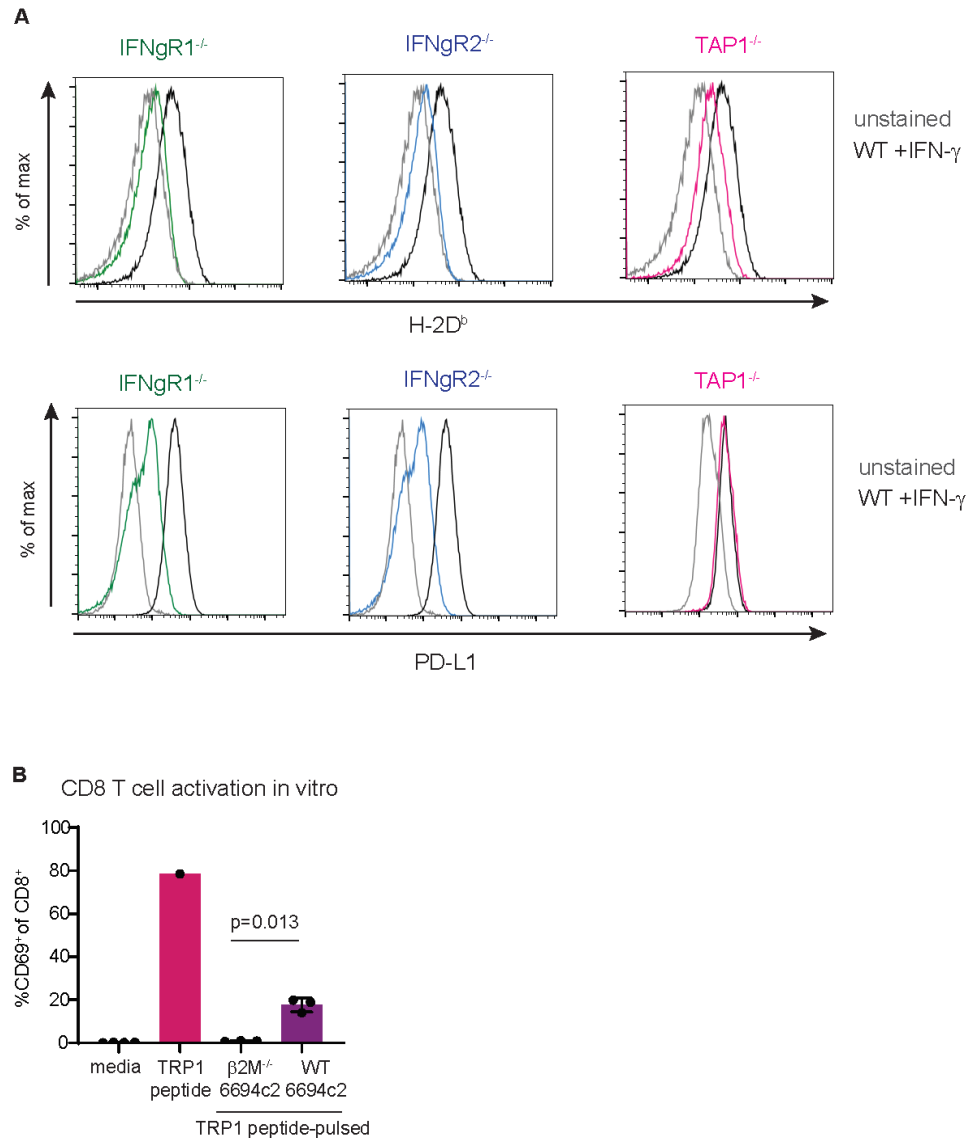 A
IFNgR1-/-
IFNgR2-/-
TAP1-/-
% of max
unstained
WT +IFN-γ
H-2Dᵇ
IFNgR1-/-
IFNgR2-/-
TAP1-/-
% of max
unstained
WT +IFN-γ
PD-L1
B
CD8 T cell activation in vitro
%CD69+ of CD8+
100
80
60
40
20
0
p=0.013
media
TRP1
peptide
β2M-/-
6694c2
WT
6694c2
TRP1 peptide-pulsed